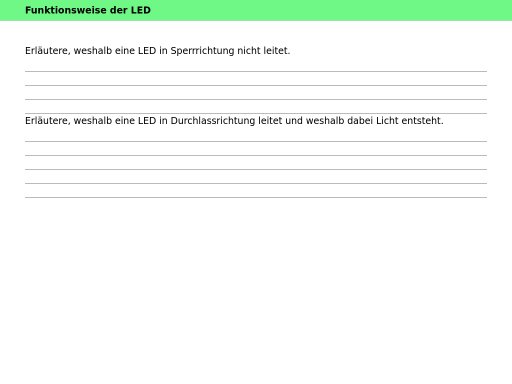 Funktionsweise der LED
Erläutere, weshalb eine LED in Sperrrichtung nicht leitet.
Erläutere, weshalb eine LED in Durchlassrichtung leitet und weshalb dabei Licht entsteht.